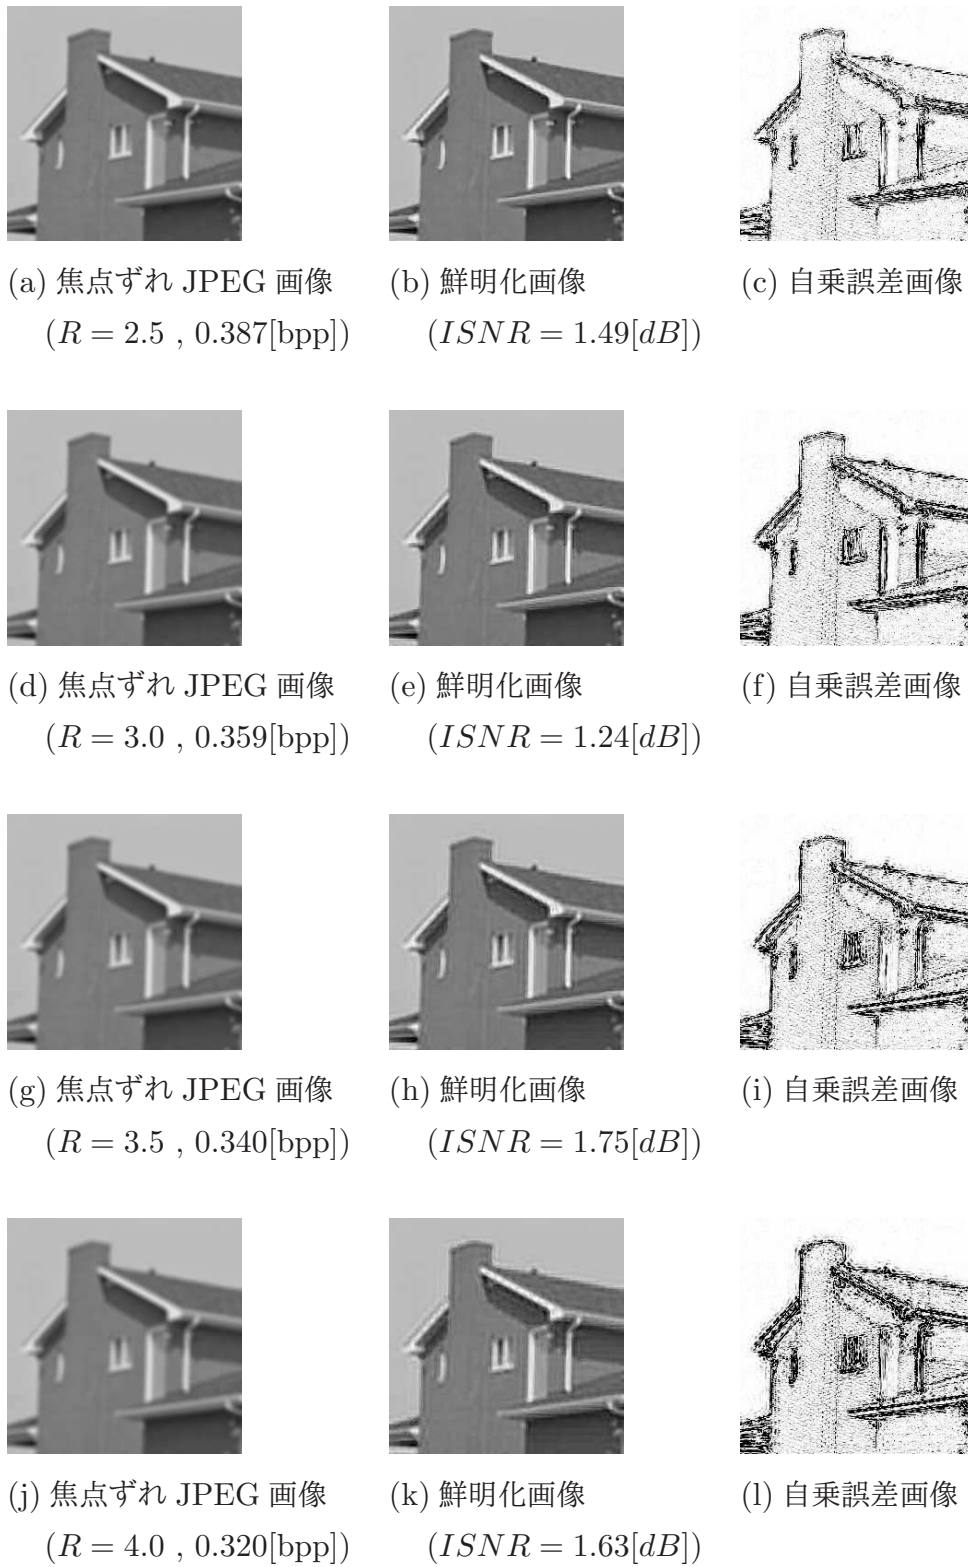 (a) 焦点ずれ JPEG 画像
(R = 2.5 , 0.387[bpp])
(b) 鮮明化画像
(ISNR = 1.49[dB])
(c) 自乗誤差画像
(d) 焦点ずれ JPEG 画像
(R = 3.0 , 0.359[bpp])
(e) 鮮明化画像
(ISNR = 1.24[dB])
(f) 自乗誤差画像
(g) 焦点ずれ JPEG 画像
(R = 3.5 , 0.340[bpp])
(h) 鮮明化画像
(ISNR = 1.75[dB])
(i) 自乗誤差画像
(j) 焦点ずれ JPEG 画像
(R = 4.0 , 0.320[bpp])
(k) 鮮明化画像
(ISNR = 1.63[dB])
(l) 自乗誤差画像